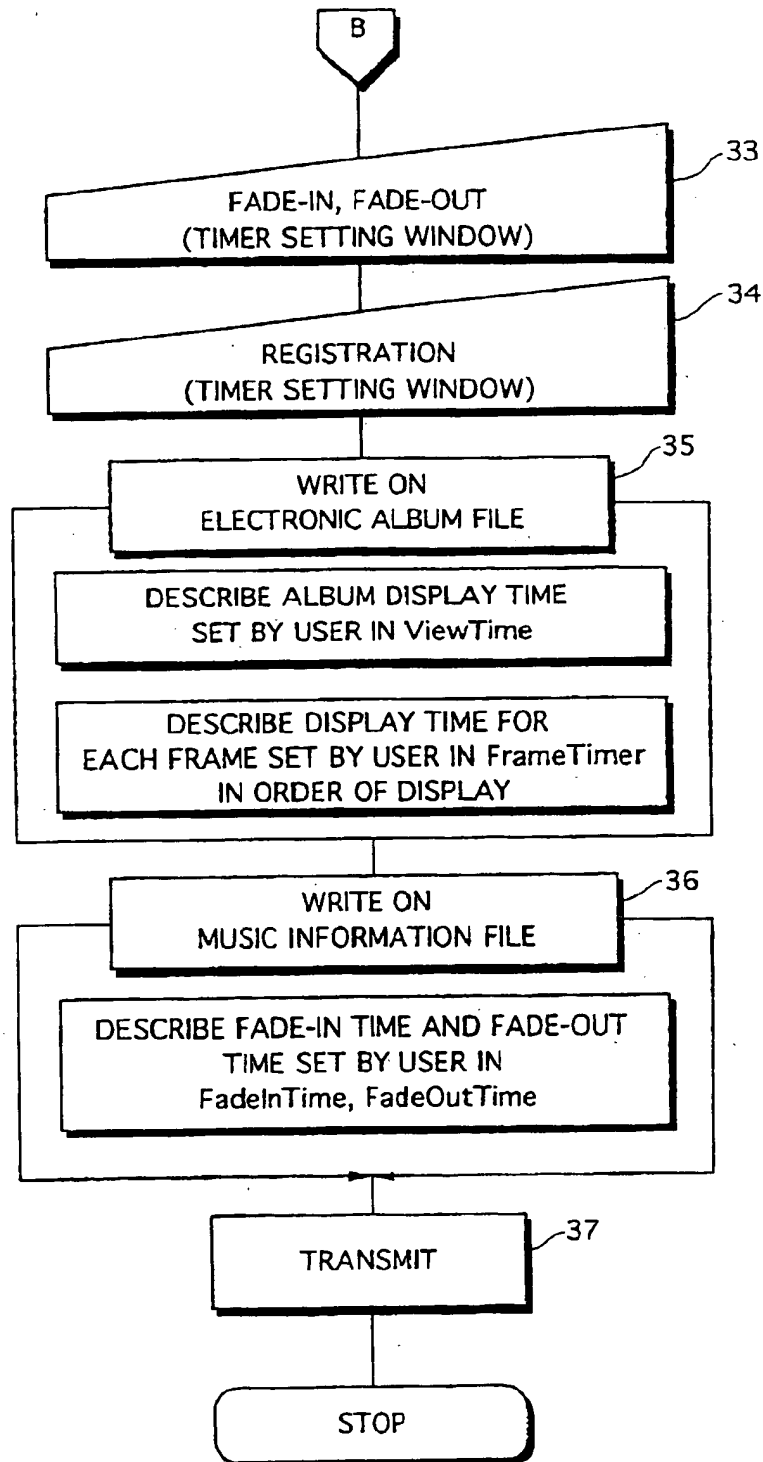 B
FADE-IN, FADE-OUT
(TIMER SETTING WINDOW)
33
REGISTRATION
(TIMER SETTING WINDOW)
34
WRITE ON
ELECTRONIC ALBUM FILE
35
DESCRIBE ALBUM DISPLAY TIME
SET BY USER IN ViewTime
DESCRIBE DISPLAY TIME FOR
EACH FRAME SET BY USER IN FrameTimer
IN ORDER OF DISPLAY
WRITE ON
MUSIC INFORMATION FILE
36
DESCRIBE FADE-IN TIME AND FADE-OUT
TIME SET BY USER IN
FadeInTime, FadeOutTime
TRANSMIT
37
STOP